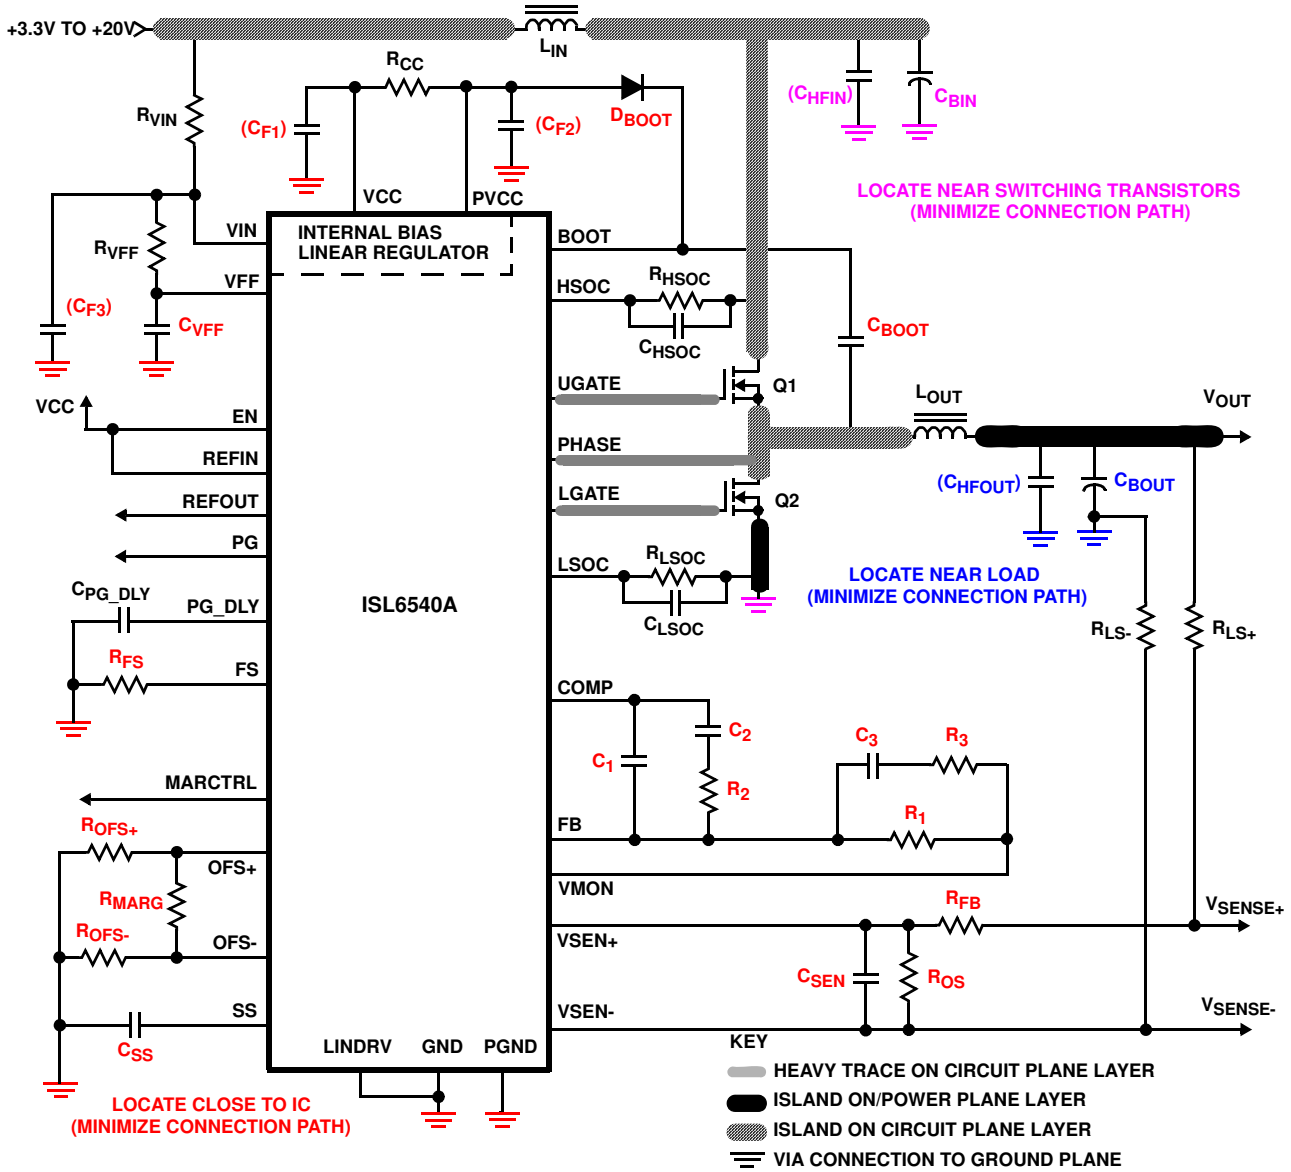 +3.3V TO +20V
LIN
RCC
RVIN
(CF1)
(CF2)
DBOOT
(CHFIN)
CBIN
LOCATE NEAR SWITCHING TRANSISTORS
(MINIMIZE CONNECTION PATH)
VCC
PVCC
INTERNAL BIAS
LINEAR REGULATOR
VIN
RVFF
VFF
(CF3)
CVFF
BOOT
HSOC
RHSOC
CHSOC
CBOOT
UGATE
Q1
VCC
EN
REFIN
PHASE
LOUT
VOUT
REFOUT
LGATE
Q2
(CHFOUT)
CBOUT
PG
LSOC
RLSOC
CLSOC
LOCATE NEAR LOAD
(MINIMIZE CONNECTION PATH)
CPG_DLY
PG_DLY
ISL6540A
RLS-
RLS+
RFS
FS
COMP
C1
C2
R2
C3
R3
R1
FB
VMON
MARCTRL
ROFS+
OFS+
RMARG
ROFS-
OFS-
RFB
VSENSE+
VSEN+
CSEN
ROS
VSEN-
VSENSE-
SS
CSS
LINDRV
GND
PGND
LOCATE CLOSE TO IC
(MINIMIZE CONNECTION PATH)
KEY
HEAVY TRACE ON CIRCUIT PLANE LAYER
ISLAND ON/POWER PLANE LAYER
ISLAND ON CIRCUIT PLANE LAYER
VIA CONNECTION TO GROUND PLANE